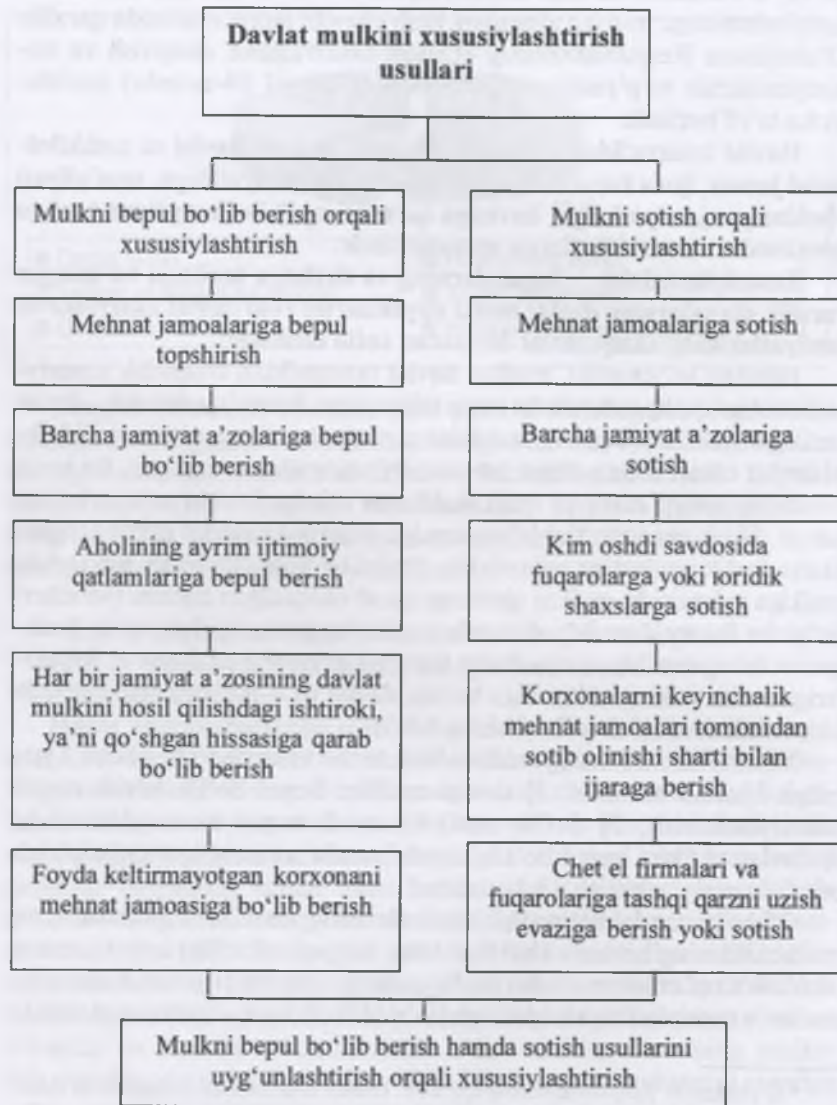 Davlat mulkini xususiylashtirish
usullari
Mulkni bepul bo‘lib berish orqali
xususiylashtirish
Mehnat jamoalariga bepul
topshirish
Barcha jamiyat a’zolariga bepul
bo‘lib berish
Aholining ayrim ijtimoiy
qatlamlariga bepul berish
Har bir jamiyat a’zosining davlat
mulkini hosil qilishdagi ishtiroki,
ya’ni qo‘shgan hissasiga qarab
bo‘lib berish
Foyda keltirmayotgan korxonani
mehnat jamoasiga bo‘lib berish
Mulkni sotish orqali
xususiylashtirish
Mehnat jamoalariga sotish
Barcha jamiyat a’zolariga
sotish
Kim oshdi savdosida
fuqarolarga yoki yoridik
shaxslarga sotish
Korxonalarni keyinchalik
mehnat jamoalari tomonidan
sotib olinishi sharti bilan
ijaraga berish
Chet el firmalari va
fuqarolariga tashqi qarzni uzish
evaziga berish yoki sotish
Mulkni bepul bo‘lib berish hamda sotish usullarini
uyg‘unlashtirish orqali xususiylashtirish